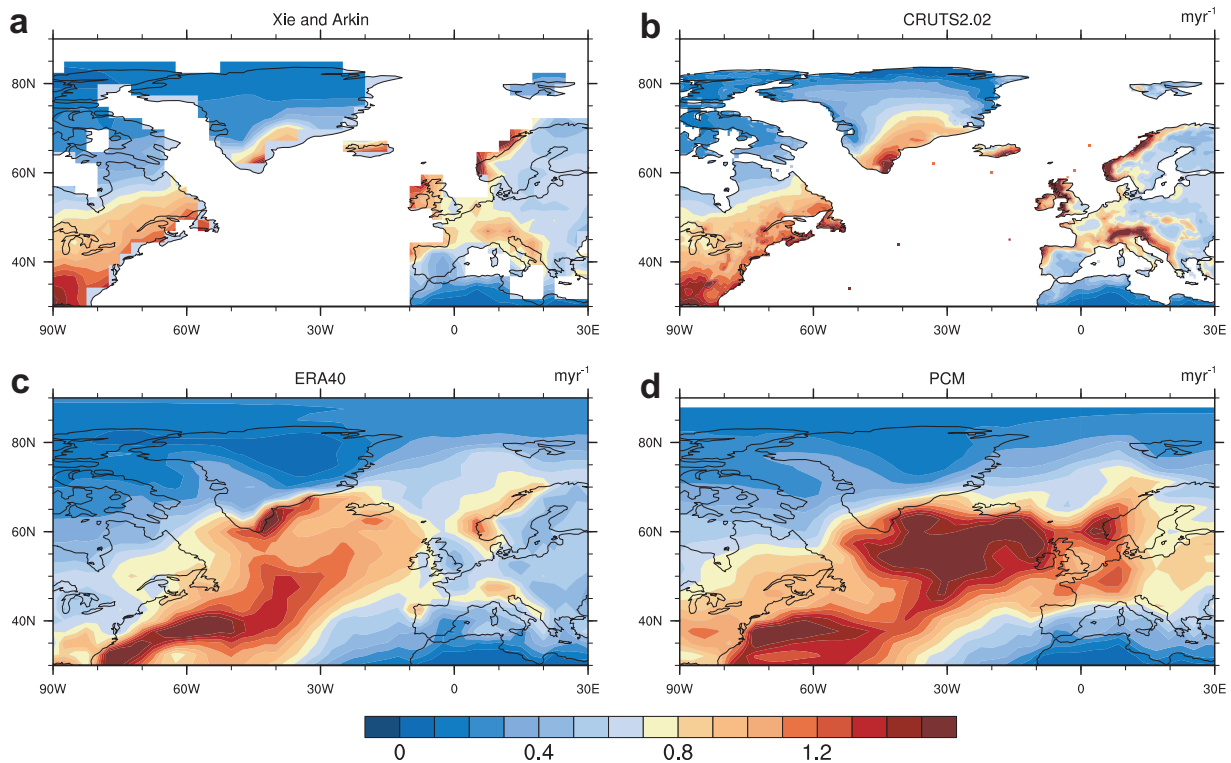 a Xie and Arkin
b CRUTS2.02 myr-1
80N 80N
60N 60N
40N 40N
90W 60W 30W 0 30E 90W 60W 30W 0 30E
c ERA40 myr-1
d PCM myr-1
80N 80N
60N 60N
40N 40N
90W 60W 30W 0 30E 90W 60W 30W 0 30E
0 0.4 0.8 1.2